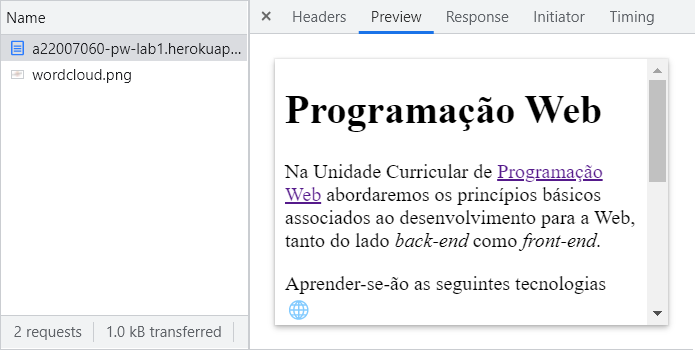 Name
a22007060-pw-lab1.herokuap...
wordcloud.png
2 requests
1.0 kB transferred
× Headers Preview Response Initiator Timing
Programação Web
Na Unidade Curricular de Programação
Web abordaremos os princípios básicos
associados ao desenvolvimento para a Web,
tanto do lado back-end como front-end.
Aprender-se-ão as seguintes tecnologias